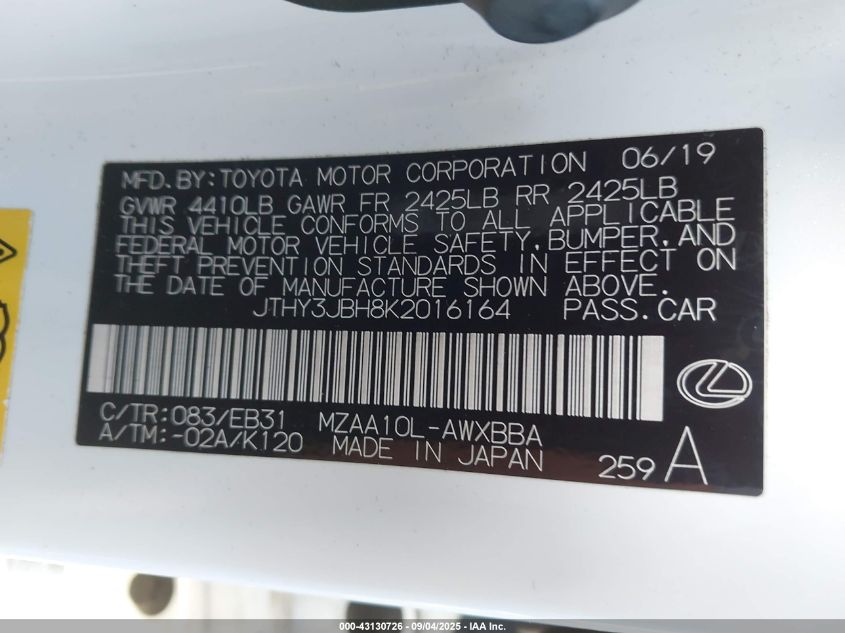 MFD.BY:TOYOTA MOTOR CORPORATION 06/19
GVWR 4410LB GAWR FR 2425LB RR 2425LB
THIS VEHICLE CONFORMS TO ALL APPLICABLE
FEDERAL MOTOR VEHICLE SAFETY,BUMPER,AND
THEFT PREVENTION STANDARDS IN EFFECT ON
THE DATE OF MANUFACTURE SHOWN ABOVE.
JTHY3JBH8K2016164 PASS.CAR
C/TR:083/EB31 MZAA10L-AWXBBA
A/TM:-02A/K120 MADE IN JAPAN
259 A
000-43130726 - 09/04/2025 - IAA Inc.